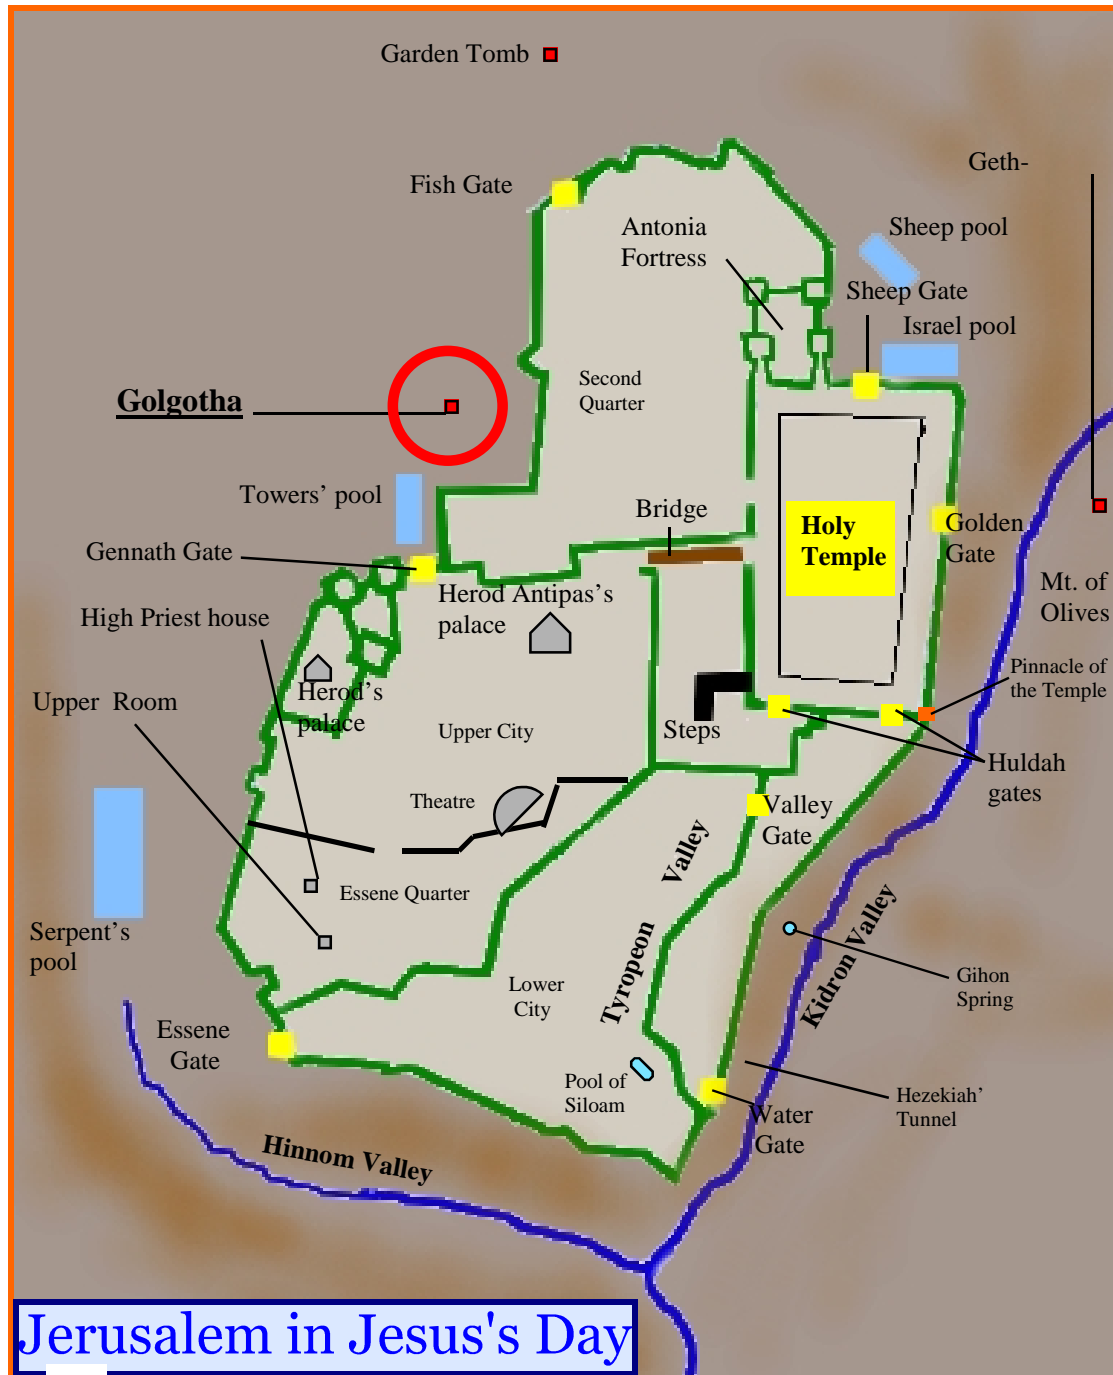 Garden Tomb
Geth-
Fish Gate
Antonia
Fortress
Sheep pool
Sheep Gate
Israel pool
Second
Quarter
Golgotha
Towers’ pool
Bridge
Holy
Temple
Golden
Gate
Gennath Gate
Herod Antipas’s
palace
Mt. of
Olives
High Priest house
Pinnacle of
the Temple
Upper Room
Herod’s
palace
Upper City
Steps
Huldah
gates
Theatre
Valley
Gate
Essene Quarter
Tyropeon Valley
Serpent’s
pool
Kidron Valley
Gihon
Spring
Lower
City
Essene
Gate
Pool of
Siloam
Hezekiah’
Tunnel
Water
Gate
Hinnom Valley
Jerusalem in Jesus's Day